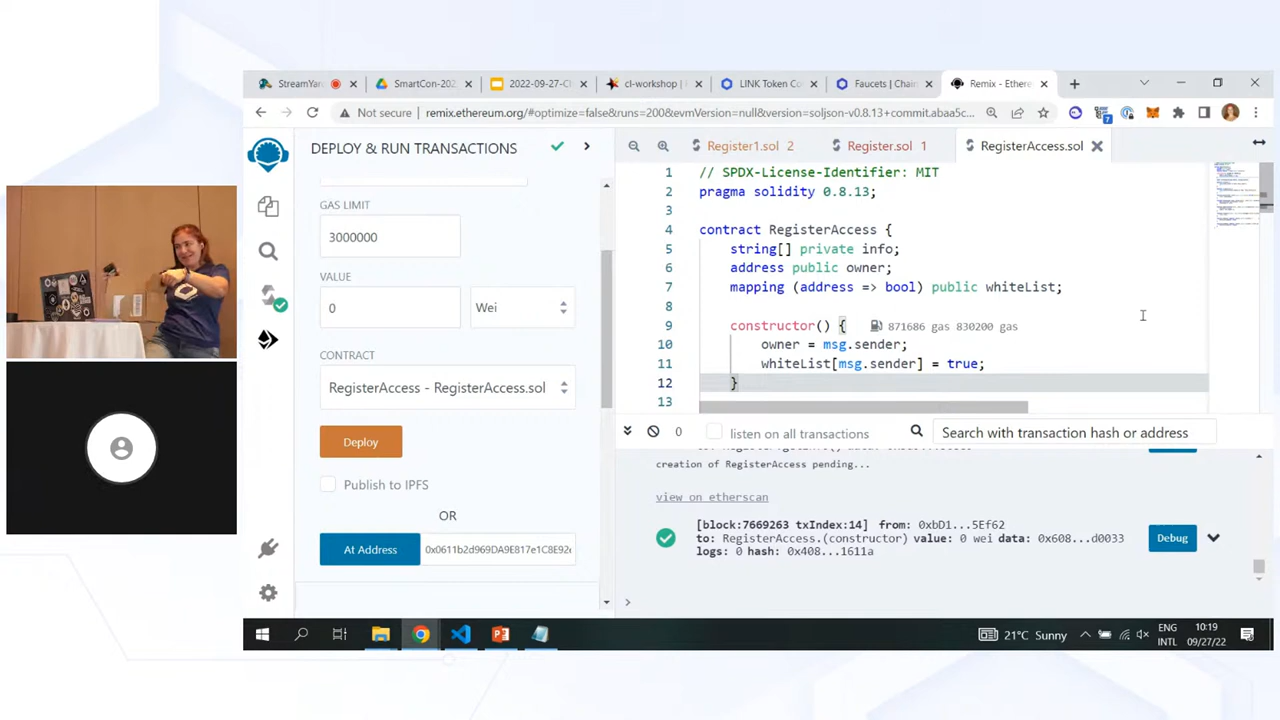 StreamYar
SmartCon-202
2022-09-27-C
cl-workshop |
LINK Token Co
Faucets | Chain
Remix - Ethere
Not secure
remix.ethereum.org/#optimize=false&runs=200&evmVersion=null&version=soljson-v0.8.13+commit.abaa5c...
7
DEPLOY & RUN TRANSACTIONS
GAS LIMIT
3000000
VALUE
0
Wei
CONTRACT
RegisterAccess - RegisterAccess.sol
Deploy
Publish to IPFS
OR
At Address
0x0611b2d969DA9E817e1C8E92
Register1.sol 2
Register.sol 1
RegisterAccess.sol
1 // SPDX-License-Identifier: MIT
2 pragma solidity 0.8.13;
3
4 contract RegisterAccess {
5 string[] private info;
6 address public owner;
7 mapping (address => bool) public whiteList;
8
9 constructor() { 871686 gas 830200 gas
10 owner = msg.sender;
11 whiteList[msg.sender] = true;
12 }
13
0
listen on all transactions
Search with transaction hash or address
creation of RegisterAccess pending...
view on etherscan
[block:7669263 txIndex:14] from: 0xbD1...5Ef62
to: RegisterAccess.(constructor) value: 0 wei data: 0x608...d0033
logs: 0 hash: 0x408...1611a
Debug
>
21°C Sunny
ENG
INTL
10:19
09/27/22